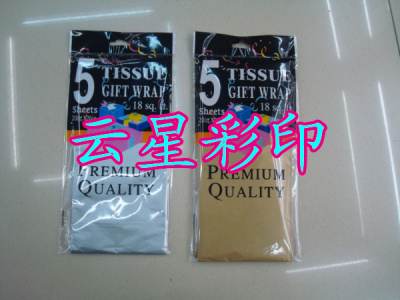 5 TISSUE
GIFT WRAP
Sheets 18 sq. ft.
云星彩印
PREMIUM
QUALITY
5 TISSUE
GIFT WRAP
Sheets 18 sq. ft.
PREMIUM
QUALITY